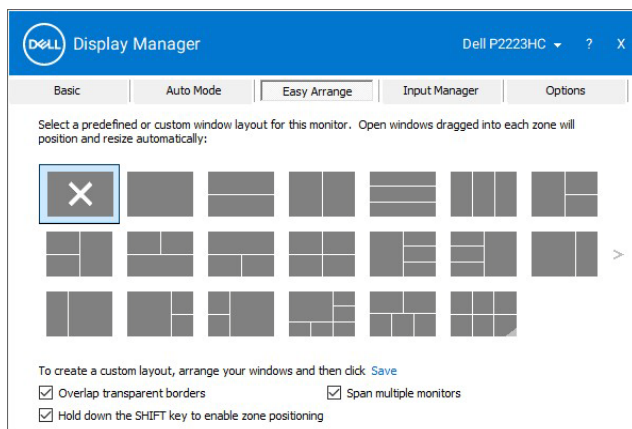 DELL Display Manager Dell P2223HC ? X
Basic Auto Mode Easy Arrange Input Manager Options
Select a predefined or custom window layout for this monitor. Open windows dragged into each zone will
position and resize automatically:
>
To create a custom layout, arrange your windows and then click Save
Overlap transparent borders Span multiple monitors
Hold down the SHIFT key to enable zone positioning